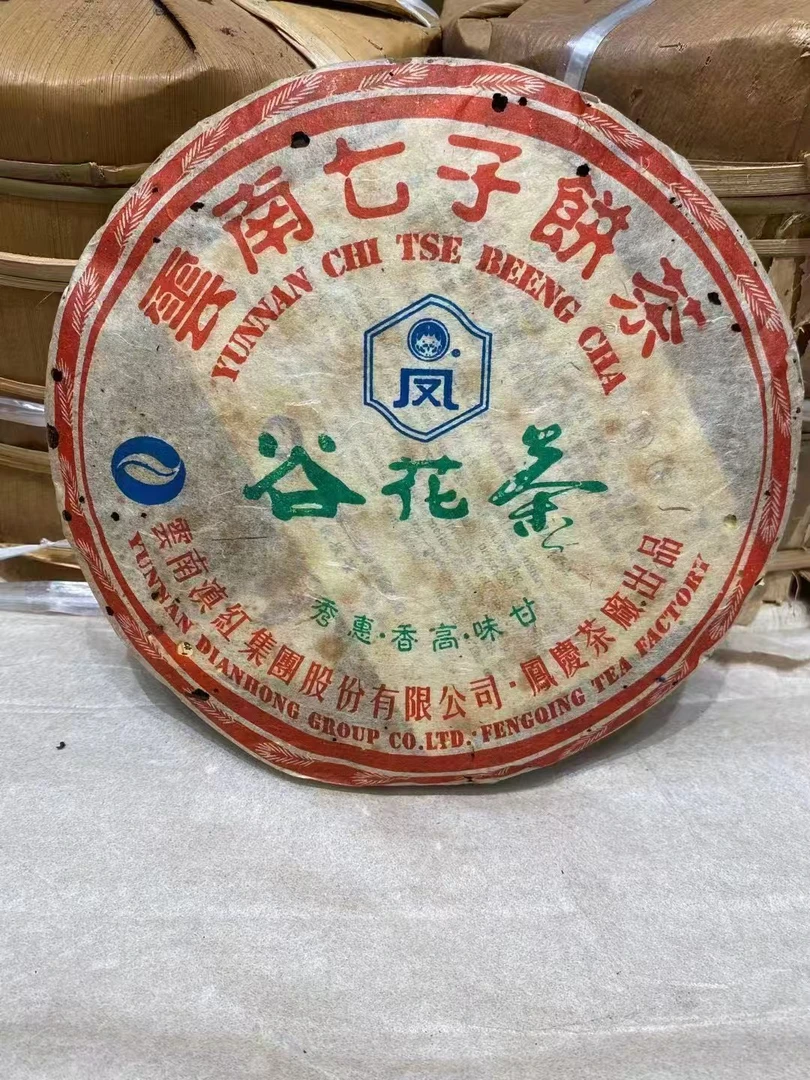 雲南七子餅茶
YUNNAN CHI TSE BEENG CHA
凤
谷花茶
秀惠·香高·味甘
雲南滇紅集團股份有限公司·鳳慶茶廠出品
YUNNAN DIANHONG GROUP CO.LTD. FENGQING TEA FACTORY